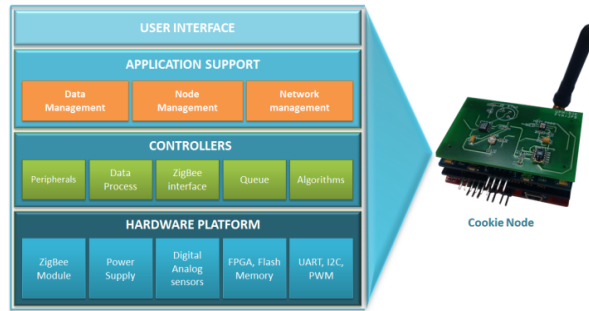 USER INTERFACE
APPLICATION SUPPORT
Data
Management
Node
Management
Network
management
CONTROLLERS
Peripherals
Data
Process
ZigBee
interface
Queue
Algorithms
HARDWARE PLATFORM
ZigBee
Module
Power
Supply
Digital
Analog
sensors
FPGA, Flash
Memory
UART, I2C,
PWM
Cookie Node